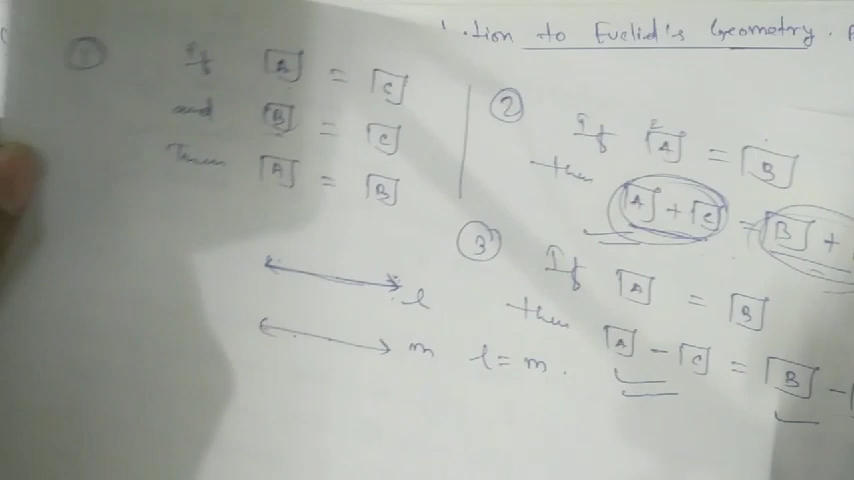 tion to Euclid's Geometry.
① If A = C
and B = C
Then A = B
l
m
l = m.
② If A = B
then A + C = B +
③ If A = B
then A - C = B -